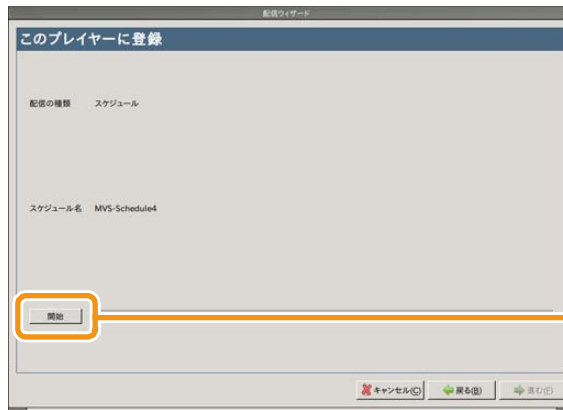 配信ウィザード
このプレイヤーに登録
配信の種類 スケジュール
スケジュール名 MVS-Schedule4
開始
キャンセル(C) 戻る(B) 進む(F)